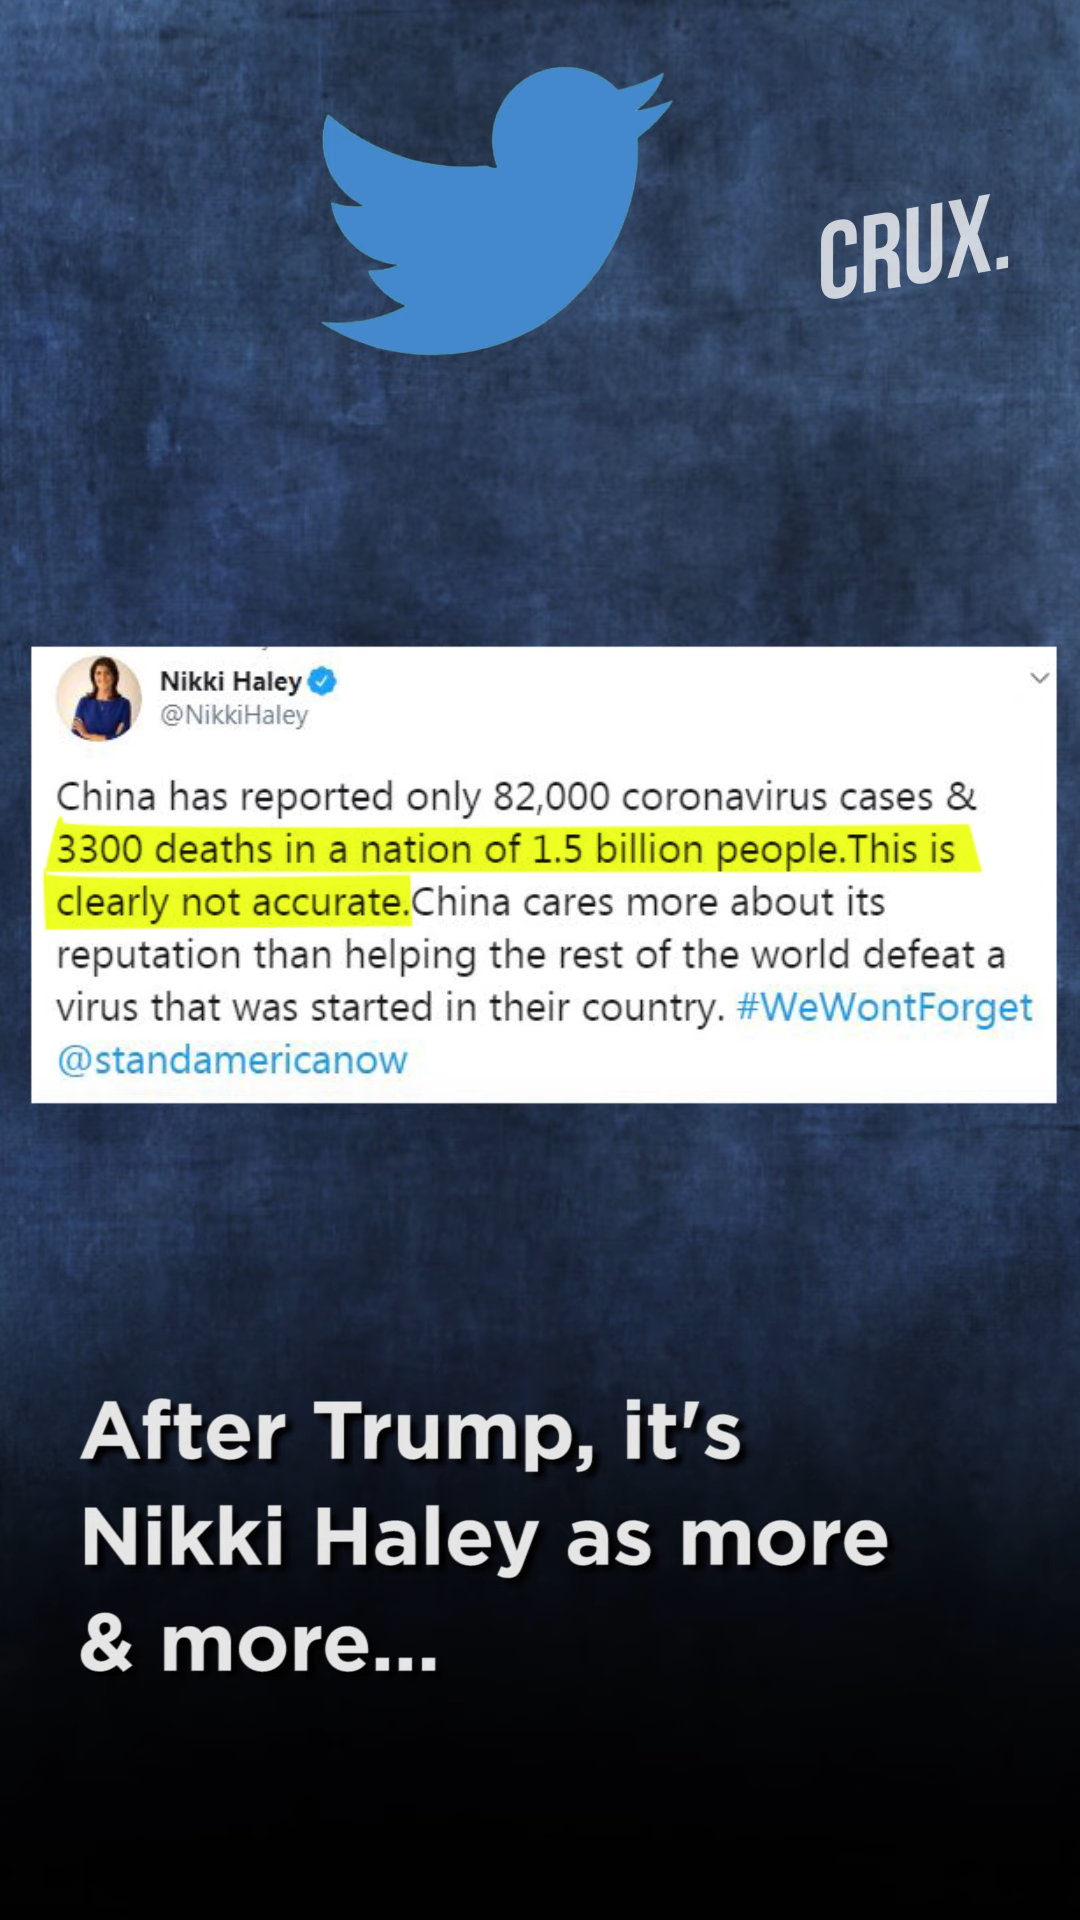 CRUX.
Nikki Haley
@NikkiHaley
China has reported only 82,000 coronavirus cases &
3300 deaths in a nation of 1.5 billion people.This is
clearly not accurate.China cares more about its
reputation than helping the rest of the world defeat a
virus that was started in their country. #WeWontForget
@standamericanow
After Trump, it's
Nikki Haley as more
& more...